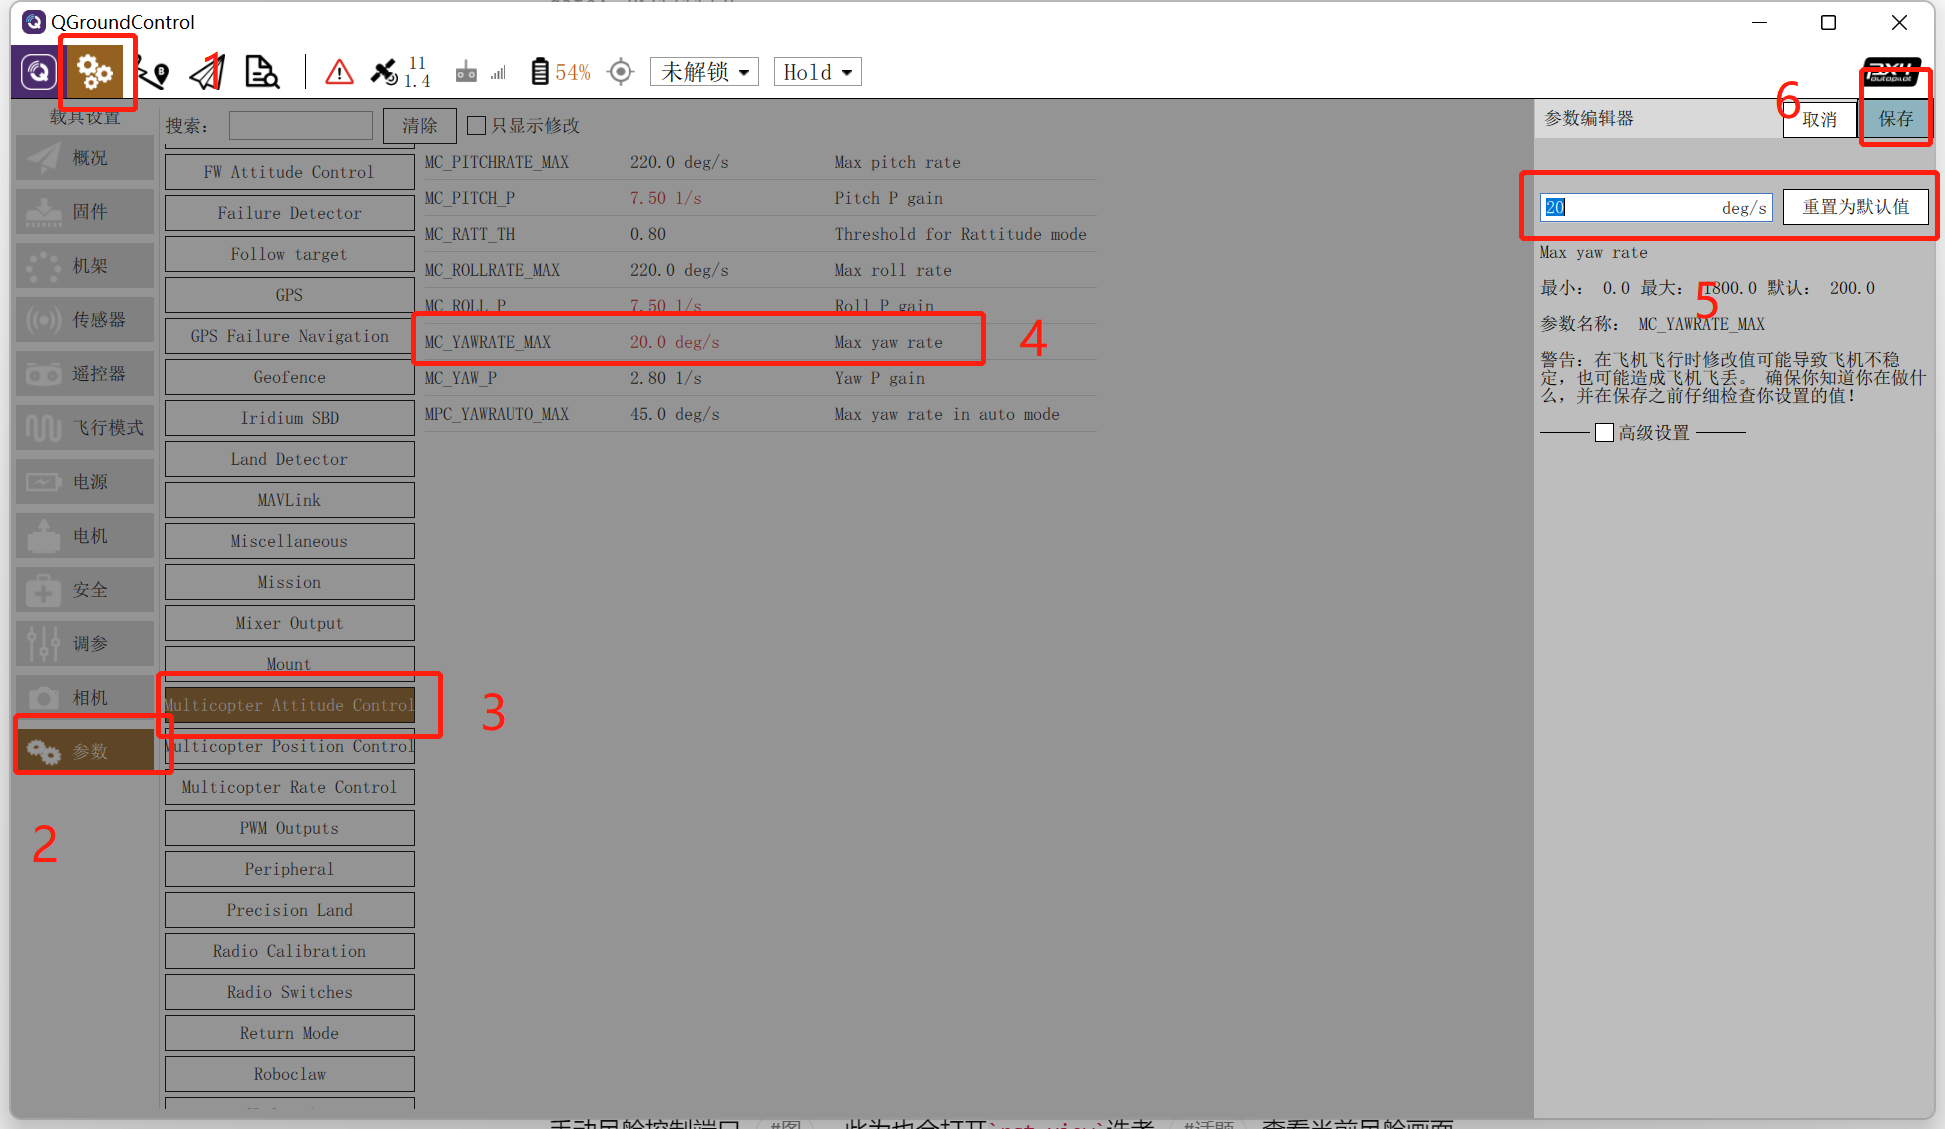 QGroundControl
1
11
1.4
54%
未解锁
Hold
PX4
autopilot
6
载具设置
搜索：
清除
只显示修改
参数编辑器
取消
保存
概况
固件
机架
传感器
遥控器
飞行模式
电源
电机
安全
调参
相机
参数
2
FW Attitude Control
Failure Detector
Follow target
GPS
GPS Failure Navigation
Geofence
Iridium SBD
Land Detector
MAVLink
Miscellaneous
Mission
Mixer Output
Mount
Multicopter Attitude Control
3
Multicopter Position Control
Multicopter Rate Control
PWM Outputs
Peripheral
Precision Land
Radio Calibration
Radio Switches
Return Mode
Roboclaw
MC_PITCHRATE_MAX 220.0 deg/s Max pitch rate
MC_PITCH_P 7.50 1/s Pitch P gain
MC_RATT_TH 0.80 Threshold for Rattitude mode
MC_ROLLRATE_MAX 220.0 deg/s Max roll rate
MC_ROLL_P 7.50 1/s Roll P gain
MC_YAWRATE_MAX 20.0 deg/s Max yaw rate
4
MC_YAW_P 2.80 1/s Yaw P gain
MPC_YAWRAUTO_MAX 45.0 deg/s Max yaw rate in auto mode
20 deg/s 重置为默认值
Max yaw rate
最小： 0.0 最大： 1800.0 默认： 200.0
5
参数名称： MC_YAWRATE_MAX
警告：在飞机飞行时修改值可能导致飞机不稳
定，也可能造成飞机飞丢。 确保你知道你在做什
么，并在保存之前仔细检查你设置的值！
高级设置